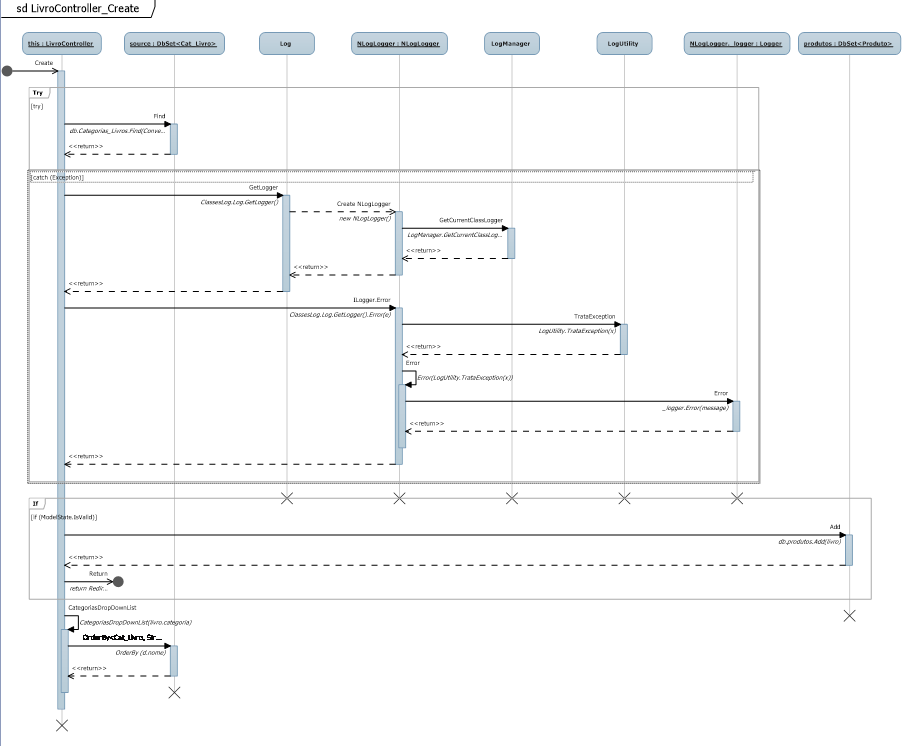 sd LivroController_Create
this : LivroController
source : DbSet<Cat_Livro>
Log
NLogLogger : NLogLogger
LogManager
LogUtility
NLogLogger._logger : Logger
produtos : DbSet<Produto>
Create
Try
[try]
Find
db.Categorias_Livros.Find(Conve...
<<return>>
[catch (Exception)]
GetLogger
ClassesLog.Log.GetLogger()
Create NLogLogger
new NLogLogger()
GetCurrentClassLogger
LogManager.GetCurrentClassLog...
<<return>>
<<return>>
<<return>>
ILogger.Error
ClassesLog.Log.GetLogger().Error(e)
TrataException
LogUtility.TrataException(x)
<<return>>
Error
Error(LogUtility.TrataException(x))
Error
_logger.Error(message)
<<return>>
<<return>>
If
[if (ModelState.IsValid)]
Add
db.produtos.Add(livro)
<<return>>
Return
return Redir...
CategoriasDropDownList
CategoriasDropDownList(livro.categoria)
OrderBy<Cat_Livro, Str...
OrderBy (d.nome)
<<return>>